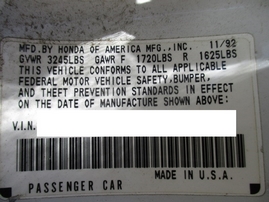 MFD.BY HONDA OF AMERICA MFG.,INC. 11/92
GVWR 3245LBS GAWR F 1720LBS R 1625LBS
THIS VEHICLE CONFORMS TO ALL APPLICABLE
FEDERAL MOTOR VEHICLE SAFETY,BUMPER,
AND THEFT PREVENTION STANDARDS IN EFFECT
ON THE DATE OF MANUFACTURE SHOWN ABOVE:
V.I.N.
PASSENGER CAR MADE IN U.S.A.